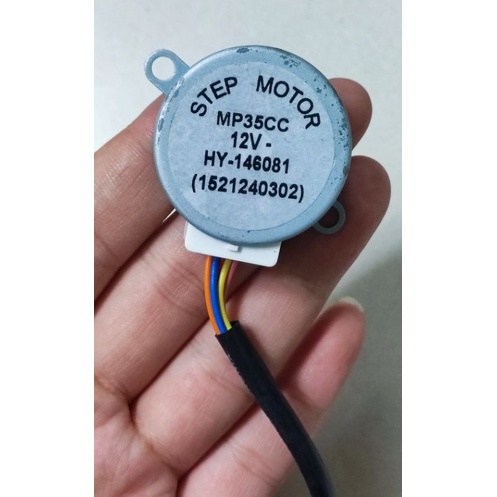 STEP MOTOR
MP35CC
12V -
HY-146081
(1521240302)